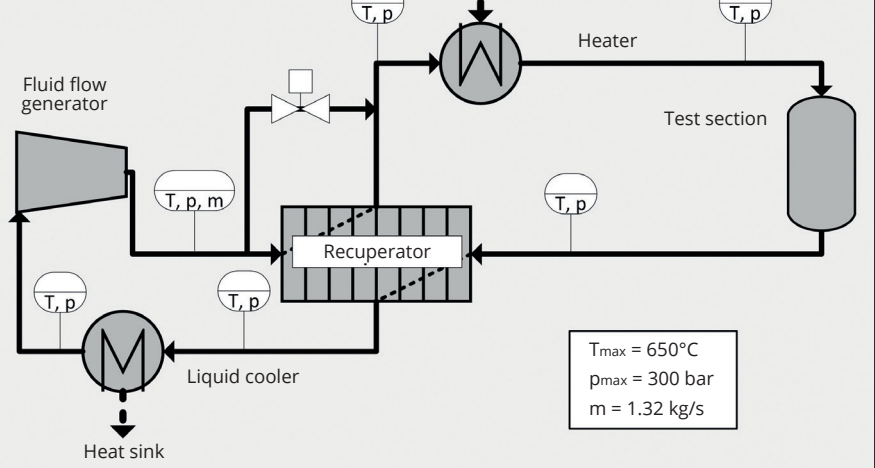 T, p
T, p
Heater
Fluid flow
generator
Test section
T, p, m
T, p
Recuperator
T, p
T, p
Liquid cooler
Heat sink
Tmax = 650°C
pmax = 300 bar
m = 1.32 kg/s